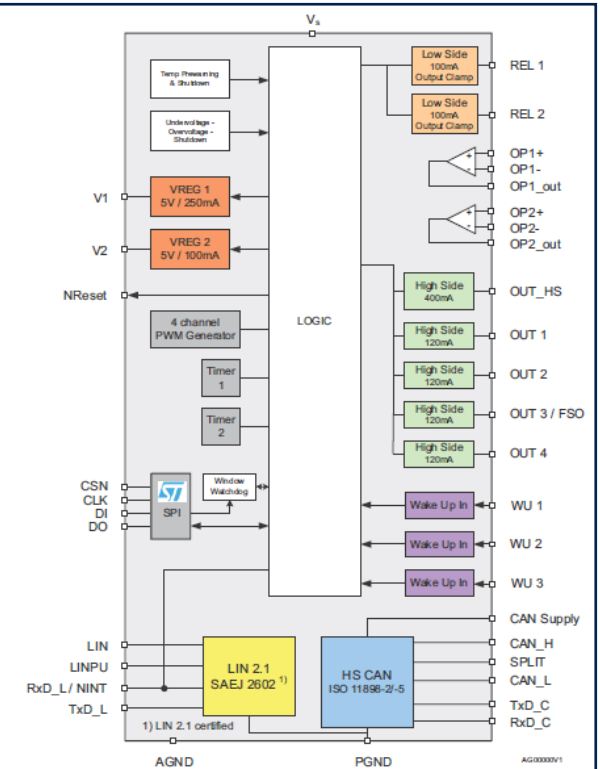 Vs
Temp Prewarning
& Shutdown
Undervoltage -
Overvoltage -
Shutdown
V1
VREG 1
5V / 250mA
V2
VREG 2
5V / 100mA
NReset
4 channel
PWM Generator
Timer
1
Timer
2
CSN
CLK
DI
DO
ST
SPI
Window
Watchdog
LOGIC
Low Side
100mA
Output Clamp
REL 1
Low Side
100mA
Output Clamp
REL 2
+
-
OP1+
OP1-
OP1_out
+
-
OP2+
OP2-
OP2_out
High Side
400mA
OUT_HS
High Side
120mA
OUT 1
High Side
120mA
OUT 2
High Side
120mA
OUT 3 / FSO
High Side
120mA
OUT 4
Wake Up In
WU 1
Wake Up In
WU 2
Wake Up In
WU 3
LIN
LINPU
RxD_L/ NINT
TxD_L
LIN 2.1
SAEJ 2602 1)
1) LIN 2.1 certified
HS CAN
ISO 11898-2/-5
CAN Supply
CAN_H
SPLIT
CAN_L
TxD_C
RxD_C
AGND
PGND
AG00000V1